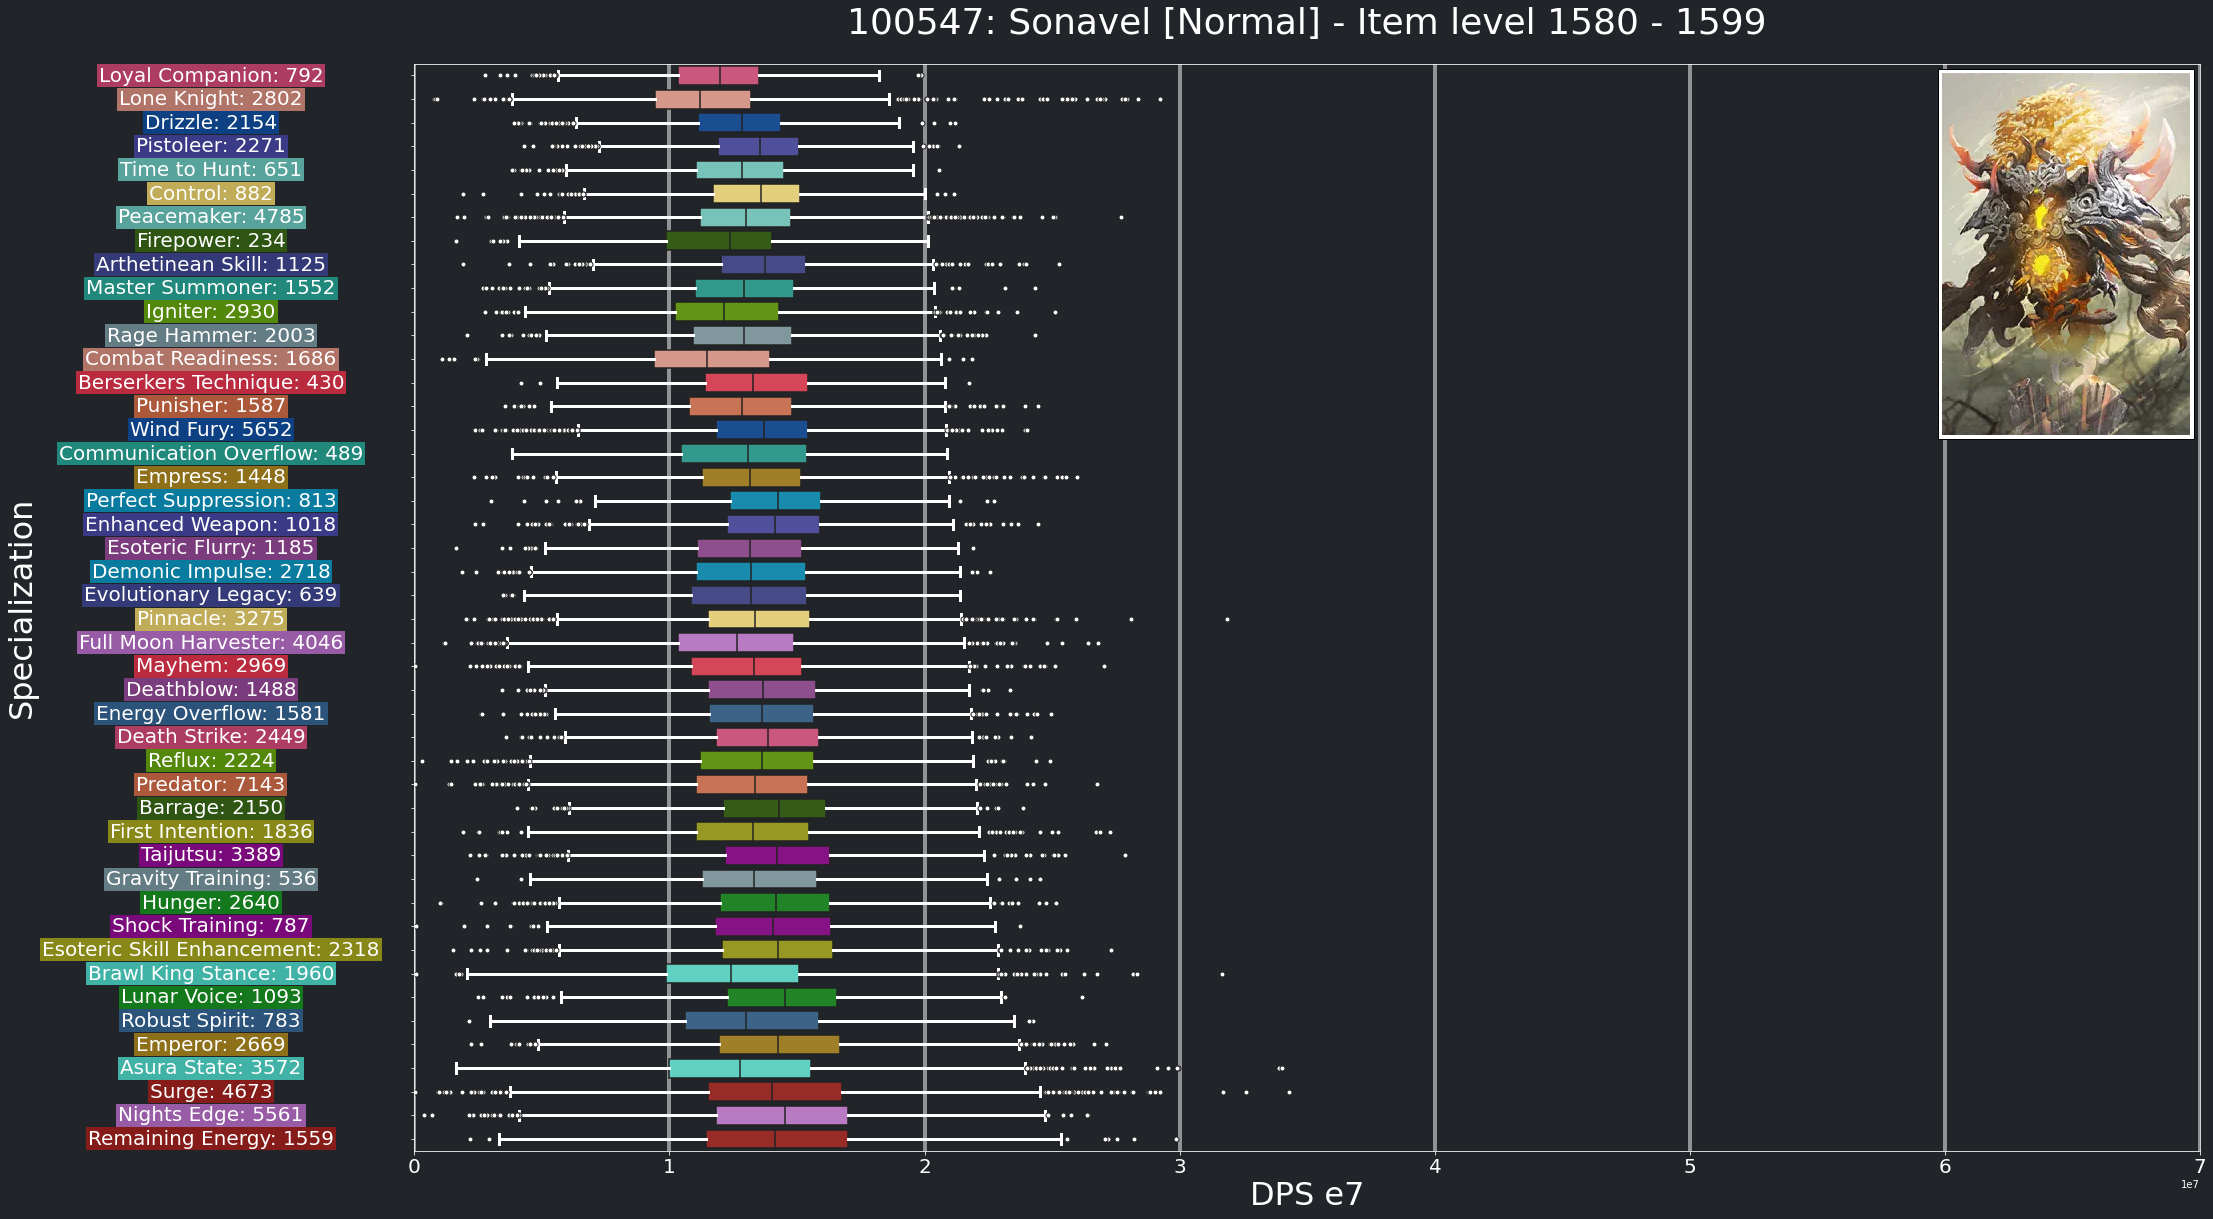 100547: Sonavel [Normal] - Item level 1580 - 1599
Specialization
Loyal Companion: 792
Lone Knight: 2802
Drizzle: 2154
Pistoleer: 2271
Time to Hunt: 651
Control: 882
Peacemaker: 4785
Firepower: 234
Arthetinean Skill: 1125
Master Summoner: 1552
Igniter: 2930
Rage Hammer: 2003
Combat Readiness: 1686
Berserkers Technique: 430
Punisher: 1587
Wind Fury: 5652
Communication Overflow: 489
Empress: 1448
Perfect Suppression: 813
Enhanced Weapon: 1018
Esoteric Flurry: 1185
Demonic Impulse: 2718
Evolutionary Legacy: 639
Pinnacle: 3275
Full Moon Harvester: 4046
Mayhem: 2969
Deathblow: 1488
Energy Overflow: 1581
Death Strike: 2449
Reflux: 2224
Predator: 7143
Barrage: 2150
First Intention: 1836
Taijutsu: 3389
Gravity Training: 536
Hunger: 2640
Shock Training: 787
Esoteric Skill Enhancement: 2318
Brawl King Stance: 1960
Lunar Voice: 1093
Robust Spirit: 783
Emperor: 2669
Asura State: 3572
Surge: 4673
Nights Edge: 5561
Remaining Energy: 1559
0 1 2 3 4 5 6 7
1e7
DPS e7